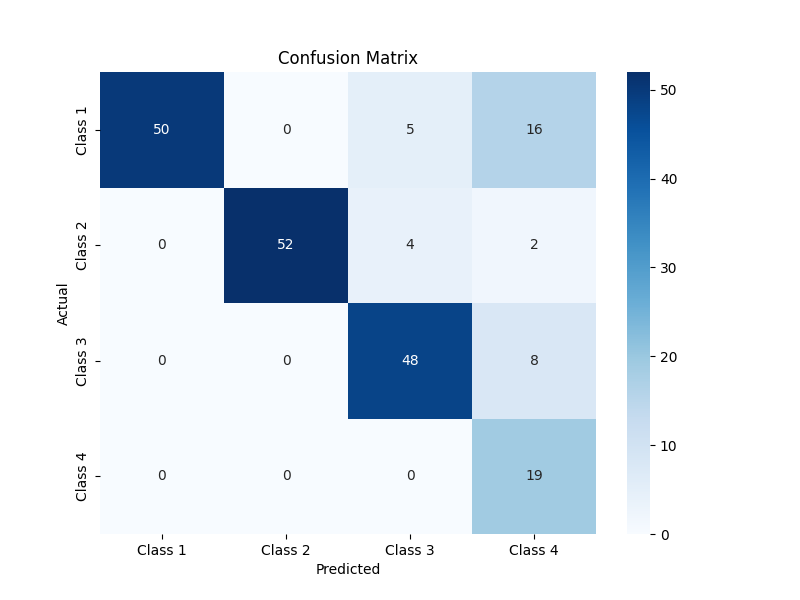 Confusion Matrix
Class 1
50 0 5 16
Class 2
0 52 4 2
Class 3
0 0 48 8
Class 4
0 0 0 19
Actual
Class 1 Class 2 Class 3 Class 4
Predicted
50
40
30
20
10
0